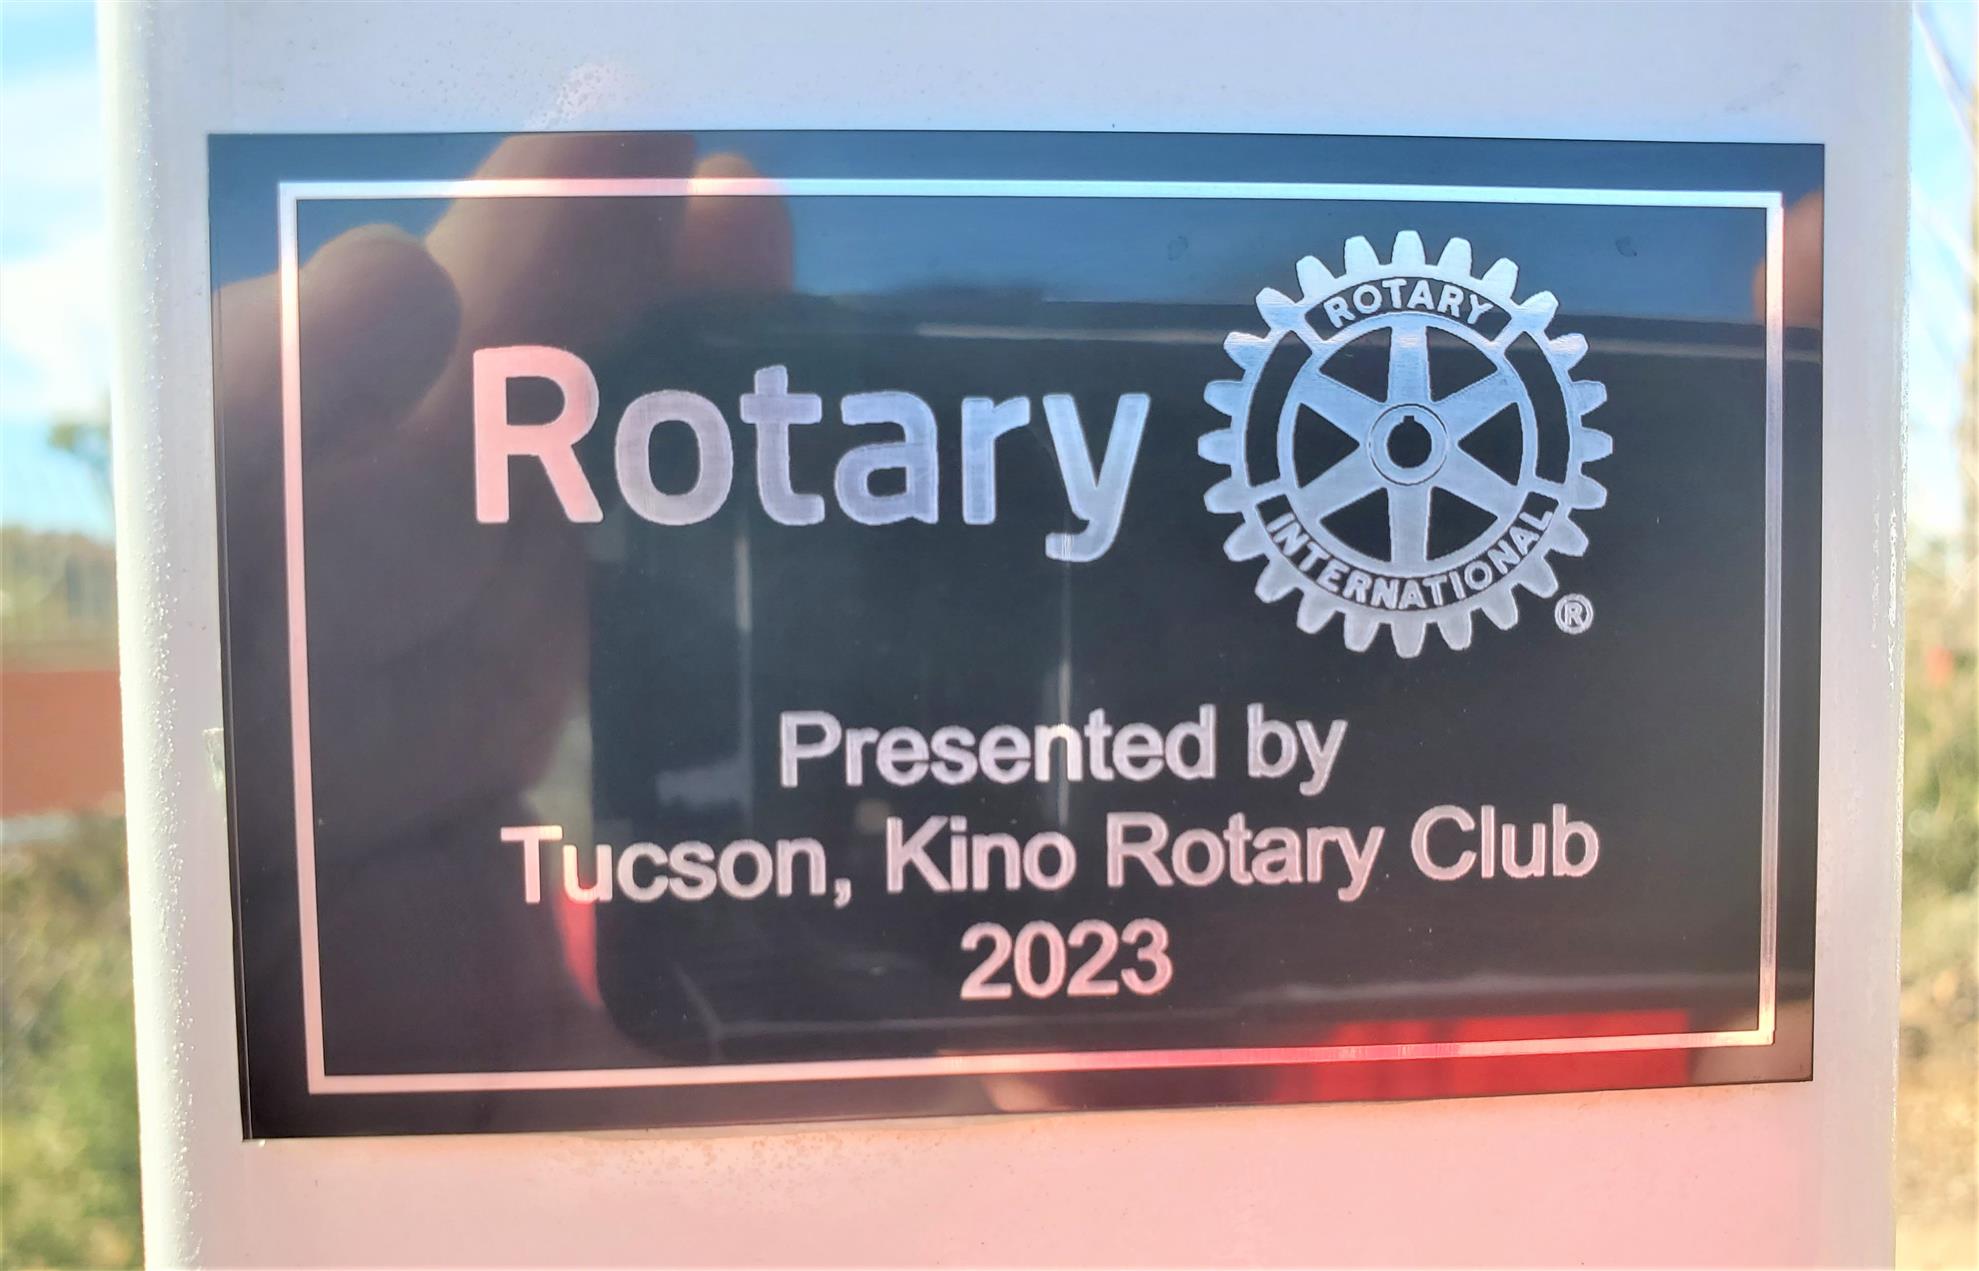 Rotary
ROTARY
INTERNATIONAL
®
Presented by
Tucson, Kino Rotary Club
2023